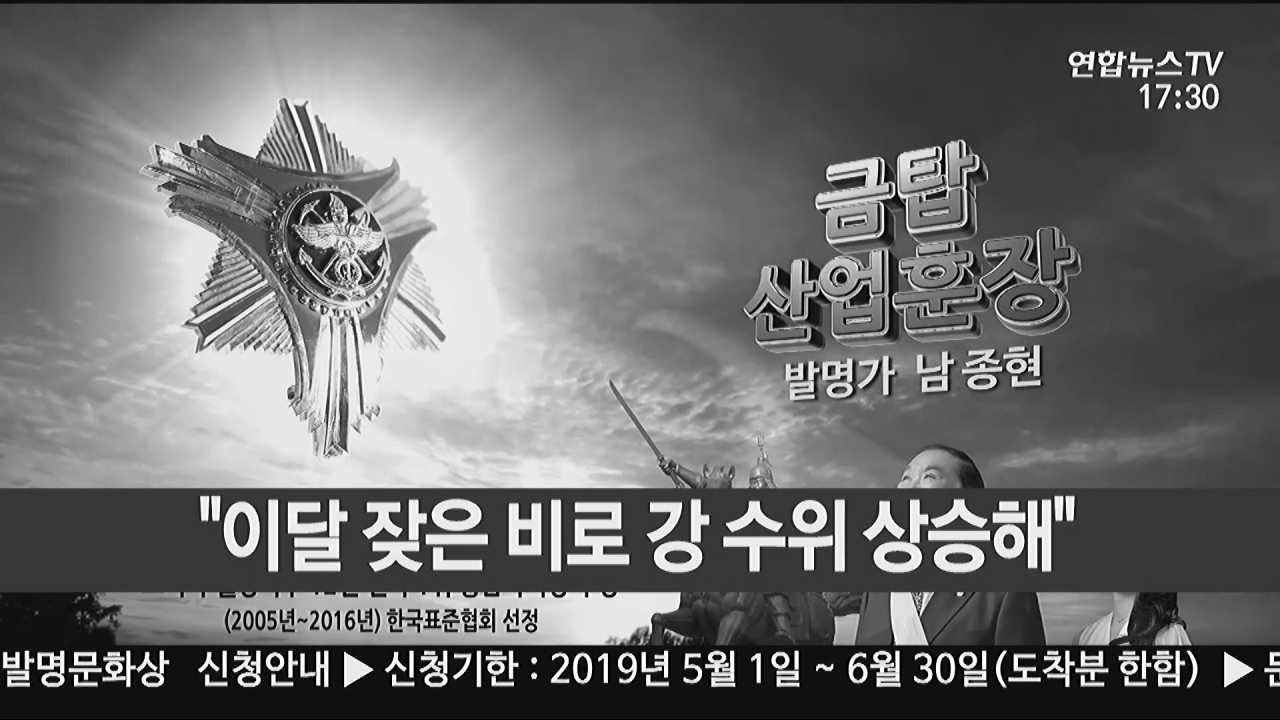 연합뉴스TV
17:30
금탑
산업훈장
발명가 남종현
"이달 잦은 비로 강 수위 상승해"
(2005년~2016년) 한국표준협회 선정
발명문화상 신청안내 ▶ 신청기한 : 2019년 5월 1일 ~ 6월 30일(도착분 한함) ▶